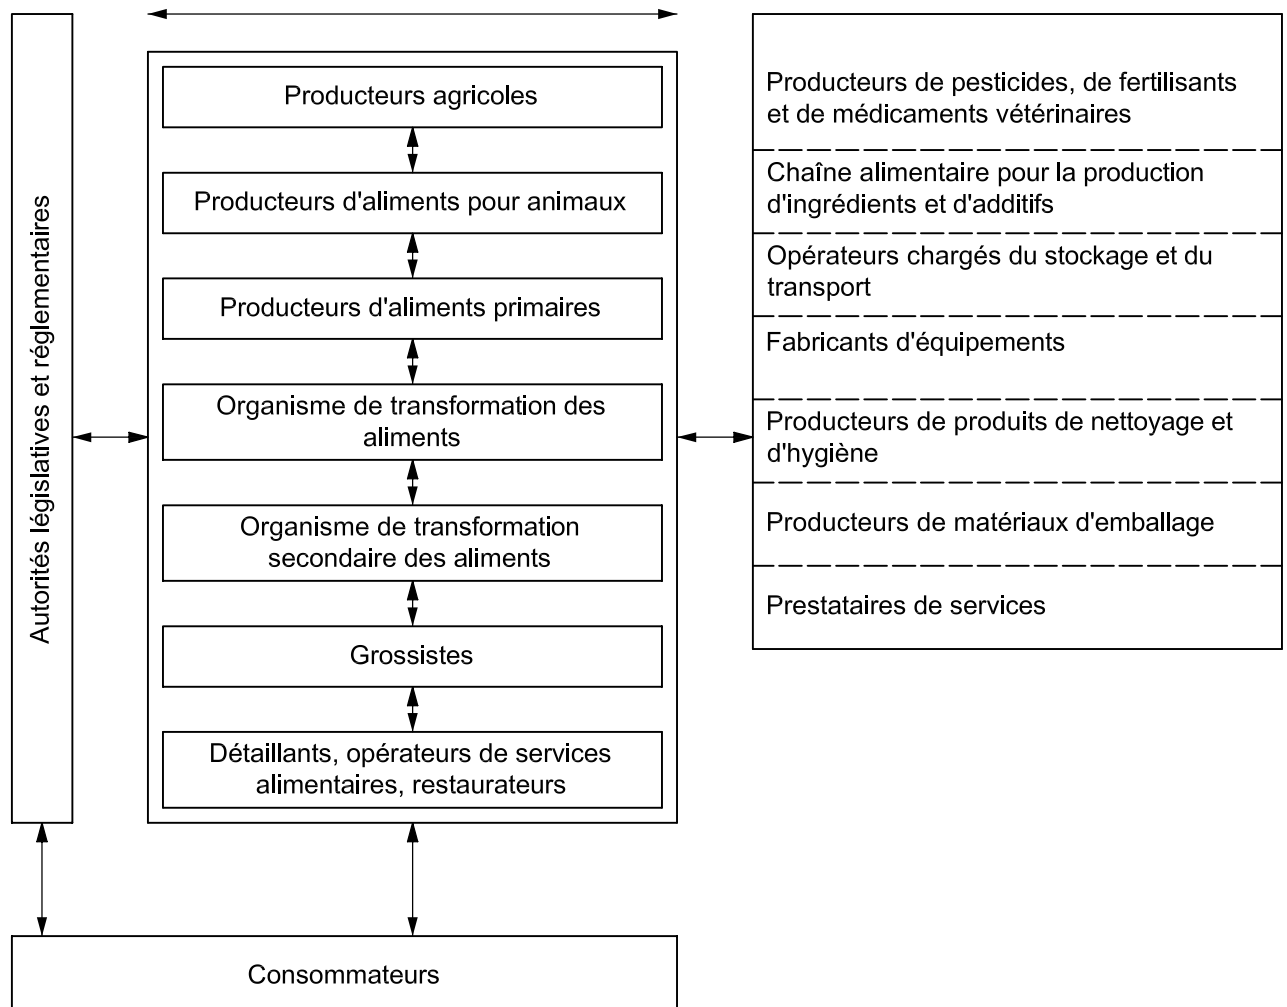 Autorités législatives et réglementaires
Producteurs agricoles
Producteurs d'aliments pour animaux
Producteurs d'aliments primaires
Organisme de transformation des
aliments
Organisme de transformation
secondaire des aliments
Grossistes
Détaillants, opérateurs de services
alimentaires, restaurateurs
Producteurs de pesticides, de fertilisants
et de médicaments vétérinaires
Chaîne alimentaire pour la production
d'ingrédients et d'additifs
Opérateurs chargés du stockage et du
transport
Fabricants d'équipements
Producteurs de produits de nettoyage et
d'hygiène
Producteurs de matériaux d'emballage
Prestataires de services
Consommateurs